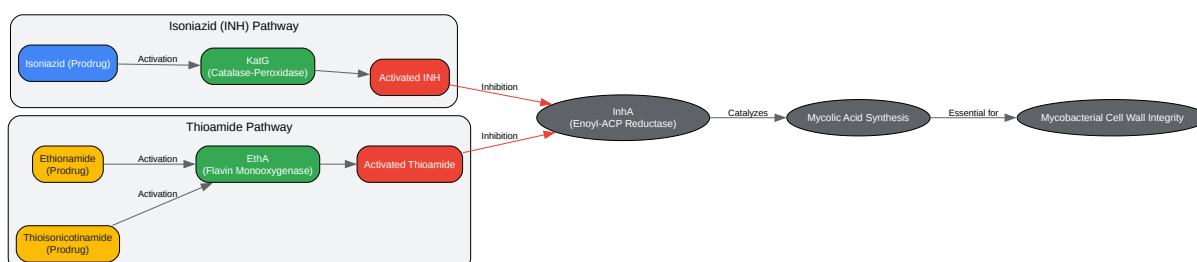 Isoniazid (INH) Pathway
Isoniazid (Prodrug)
Activation
KatG
(Catalase-Peroxidase)
Activated INH
Inhibition
InhA
(Enoyl-ACP Reductase)
Catalyzes
Mycolic Acid Synthesis
Essential for
Mycobacterial Cell Wall Integrity
Thioamide Pathway
Ethionamide
(Prodrug)
Activation
EthA
(Flavin Monooxygenase)
Activated Thioamide
Inhibition
Activation
Thioisonicotinamide
(Prodrug)